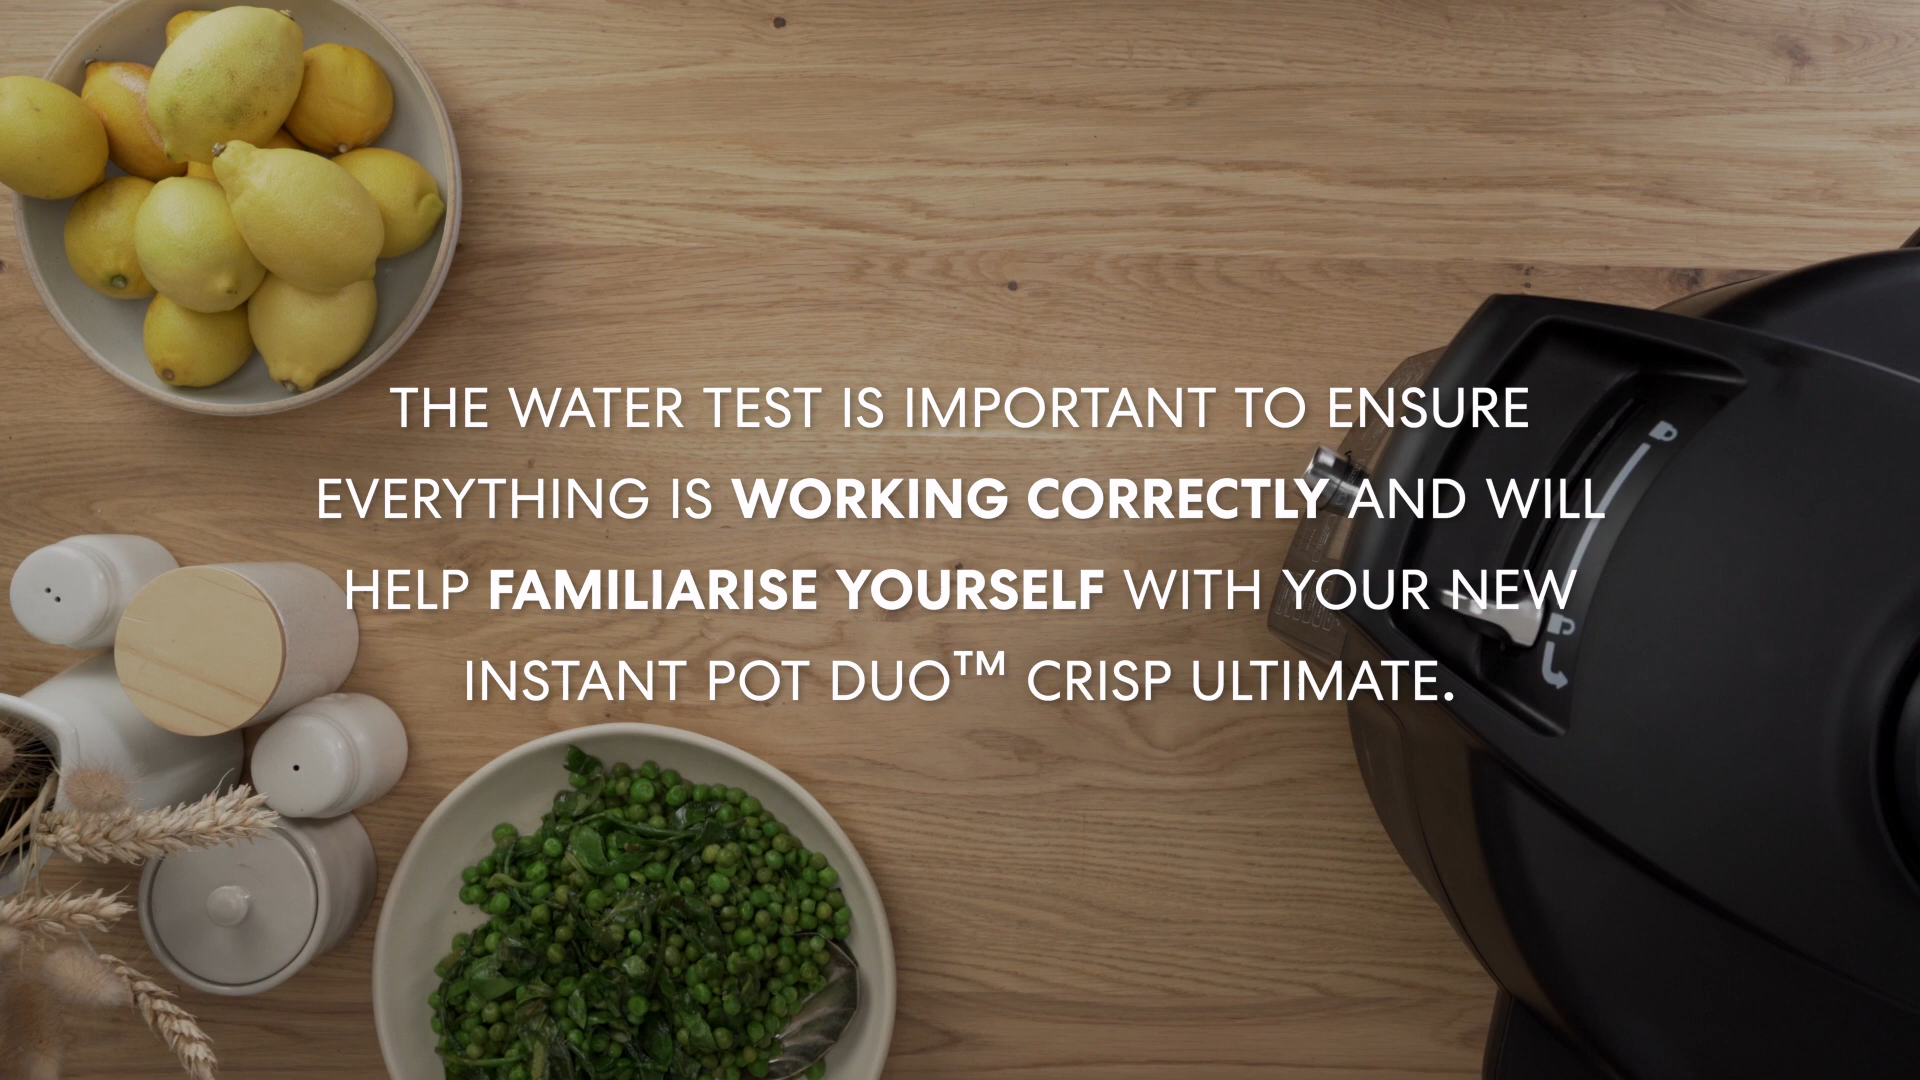 THE WATER TEST IS IMPORTANT TO ENSURE
EVERYTHING IS WORKING CORRECTLY AND WILL
HELP FAMILIARISE YOURSELF WITH YOUR NEW
INSTANT POT DUO™ CRISP ULTIMATE.